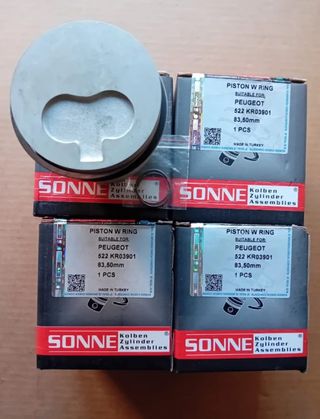 PISTON W RING
SUITABLE FOR:
PEUGEOT
522 KR03901
83,50mm
1 PCS
MADE IN TURKEY
SONNE
SONNE
Kolben
Zylinder
Assemblies
PISTON W RING
SUITABLE FOR:
PEUGEOT
522 KR03901
83,50mm
1 PCS
MADE IN TURKEY
SONNE
Kolben
Zylinder
Assemblies
PISTON W RING
SUITABLE FOR:
PEUGEOT
522 KR03901
83,50mm
1 PCS
MADE IN TURKEY
SONNE
Kolben
Zylinder
Assemblies